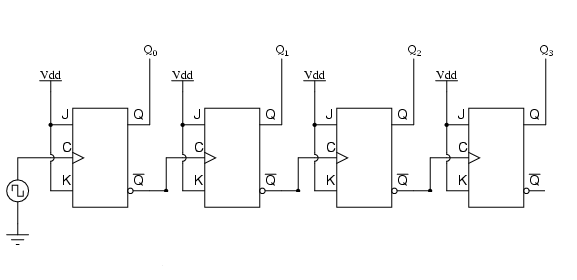 Q0 Q1 Q2 Q3
Vdd Vdd Vdd Vdd
J Q J Q J Q J Q
C C C C
K Q̅ K Q̅ K Q̅ K Q̅